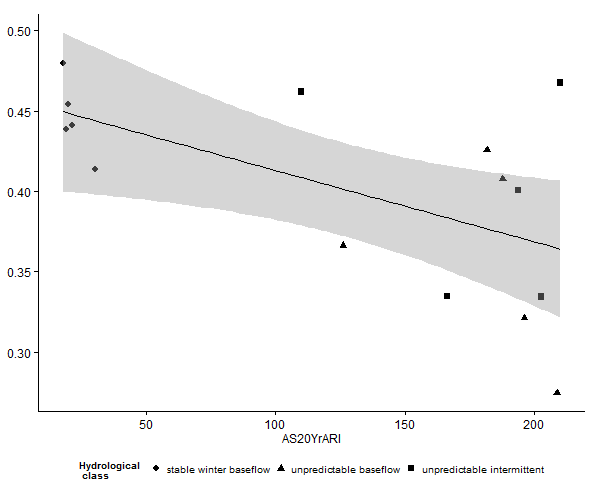 0.50
0.45
0.40
0.35
0.30
50 100 150 200
AS20YrARI
Hydrological
class
stable winter baseflow unpredictable baseflow unpredictable intermittent